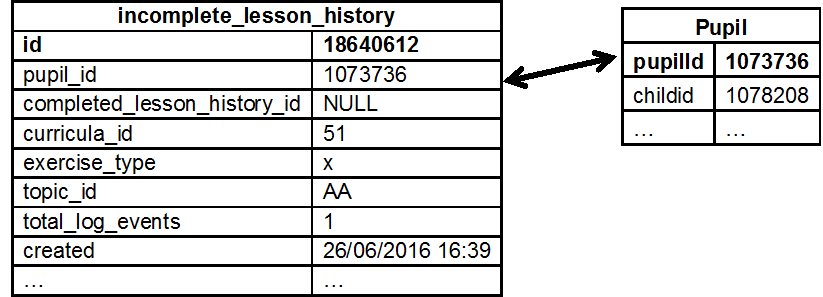 incomplete_lesson_history
id 18640612
pupil_id 1073736
completed_lesson_history_id NULL
curricula_id 51
exercise_type x
topic_id AA
total_log_events 1
created 26/06/2016 16:39
... ...
Pupil
pupilId 1073736
childid 1078208
... ...